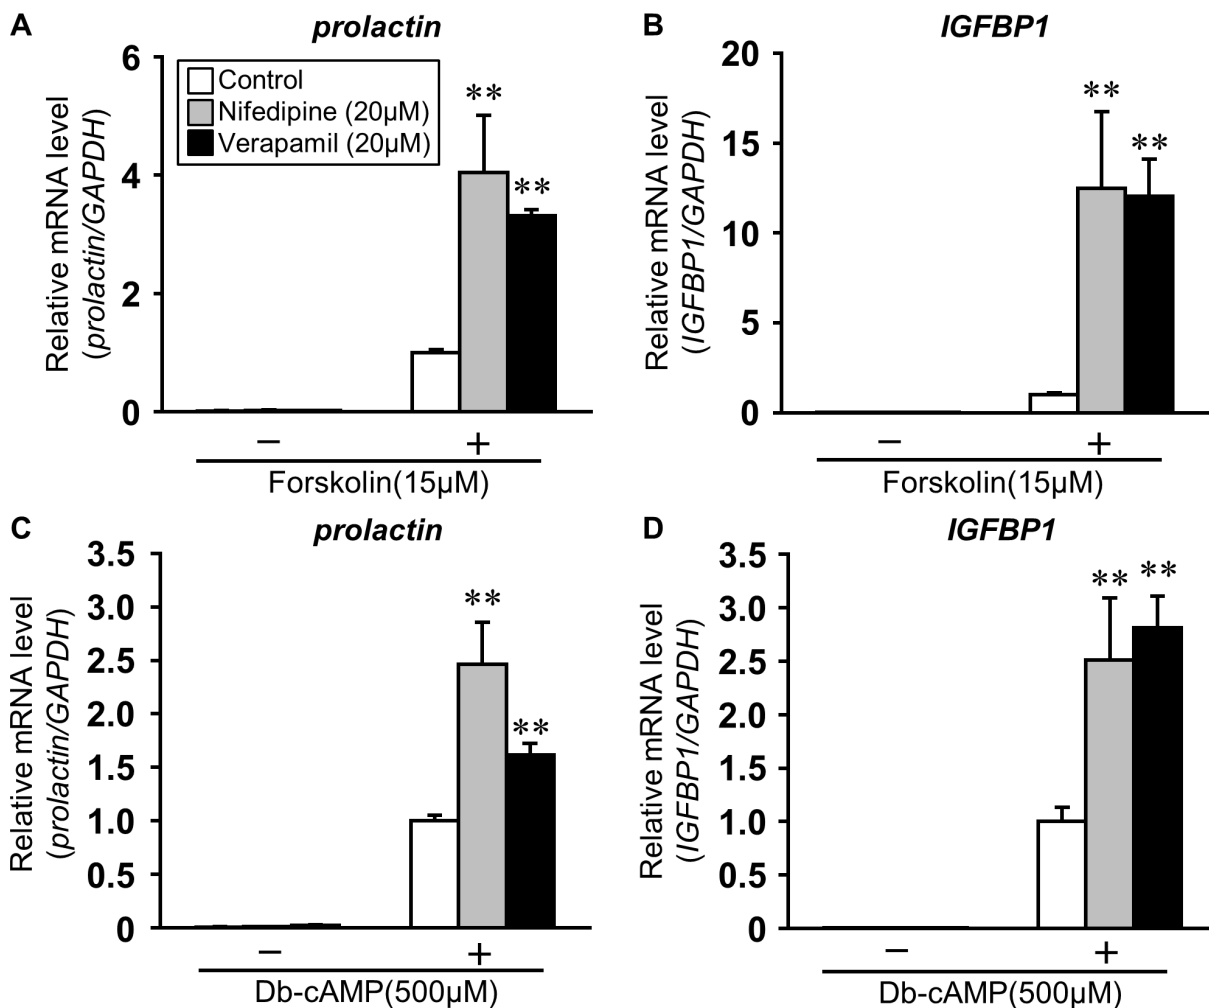 A
prolactin
Relative mRNA level
(prolactin/GAPDH)
6
4
2
0
Control
Nifedipine (20µM)
Verapamil (20µM)
**
**
− +
Forskolin(15µM)
B
IGFBP1
Relative mRNA level
(IGFBP1/GAPDH)
20
15
10
5
0
**
**
− +
Forskolin(15µM)
C
prolactin
Relative mRNA level
(prolactin/GAPDH)
3.5
3.0
2.5
2.0
1.5
1.0
0.5
0
**
**
− +
Db-cAMP(500µM)
D
IGFBP1
Relative mRNA level
(IGFBP1/GAPDH)
3.5
3.0
2.5
2.0
1.5
1.0
0.5
0
** **
− +
Db-cAMP(500µM)